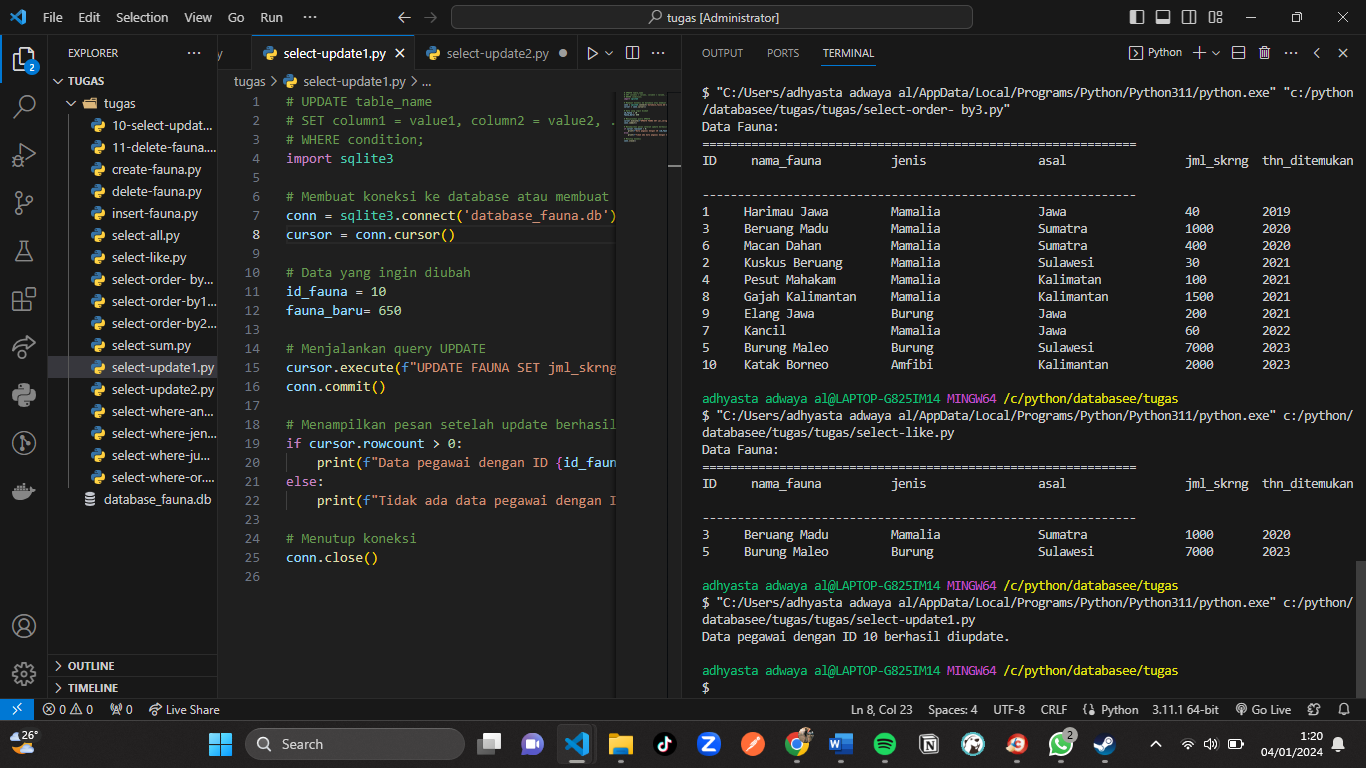 File Edit Selection View Go Run ··· tugas [Administrator]
EXPLORER ···
TUGAS
tugas
10-select-updat...
11-delete-fauna....
create-fauna.py
delete-fauna.py
insert-fauna.py
select-all.py
select-like.py
select-order- by...
select-order-by1...
select-order-by2...
select-sum.py
select-update1.py
select-update2.py
select-where-an...
select-where-jen...
select-where-ju...
select-where-or....
database_fauna.db
OUTLINE
TIMELINE
select-update1.py select-update2.py
tugas > select-update1.py > ...
1 # UPDATE table_name
2 # SET column1 = value1, column2 = value2, .
3 # WHERE condition;
4 import sqlite3
5
6 # Membuat koneksi ke database atau membuat
7 conn = sqlite3.connect('database_fauna.db')
8 cursor = conn.cursor()
9
10 # Data yang ingin diubah
11 id_fauna = 10
12 fauna_baru= 650
13
14 # Menjalankan query UPDATE
15 cursor.execute(f"UPDATE FAUNA SET jml_skrng
16 conn.commit()
17
18 # Menampilkan pesan setelah update berhasil
19 if cursor.rowcount > 0:
20 print(f"Data pegawai dengan ID {id_faun
21 else:
22 print(f"Tidak ada data pegawai dengan I
23
24 # Menutup koneksi
25 conn.close()
26
OUTPUT PORTS TERMINAL Python
$ "C:/Users/adhyasta adwaya al/AppData/Local/Programs/Python/Python311/python.exe" "c:/python
/databasee/tugas/tugas/select-order- by3.py"
Data Fauna:
==============================================================
ID nama_fauna jenis asal jml_skrng thn_ditemukan
--------------------------------------------------------------
1 Harimau Jawa Mamalia Jawa 40 2019
3 Beruang Madu Mamalia Sumatra 1000 2020
6 Macan Dahan Mamalia Sumatra 400 2020
2 Kuskus Beruang Mamalia Sulawesi 30 2021
4 Pesut Mahakam Mamalia Kalimatan 100 2021
8 Gajah Kalimantan Mamalia Kalimantan 1500 2021
9 Elang Jawa Burung Jawa 200 2021
7 Kancil Mamalia Jawa 60 2022
5 Burung Maleo Burung Sulawesi 7000 2023
10 Katak Borneo Amfibi Kalimantan 2000 2023
adhyasta adwaya al@LAPTOP-G825IM14 MINGW64 /c/python/databasee/tugas
$ "C:/Users/adhyasta adwaya al/AppData/Local/Programs/Python/Python311/python.exe" c:/python/
databasee/tugas/tugas/select-like.py
Data Fauna:
==============================================================
ID nama_fauna jenis asal jml_skrng thn_ditemukan
--------------------------------------------------------------
3 Beruang Madu Mamalia Sumatra 1000 2020
5 Burung Maleo Burung Sulawesi 7000 2023
adhyasta adwaya al@LAPTOP-G825IM14 MINGW64 /c/python/databasee/tugas
$ "C:/Users/adhyasta adwaya al/AppData/Local/Programs/Python/Python311/python.exe" c:/python/
databasee/tugas/tugas/select-update1.py
Data pegawai dengan ID 10 berhasil diupdate.
adhyasta adwaya al@LAPTOP-G825IM14 MINGW64 /c/python/databasee/tugas
$
0 0 0 Live Share Ln 8, Col 23 Spaces: 4 UTF-8 CRLF Python 3.11.1 64-bit Go Live
26° Search 2 1:20
04/01/2024